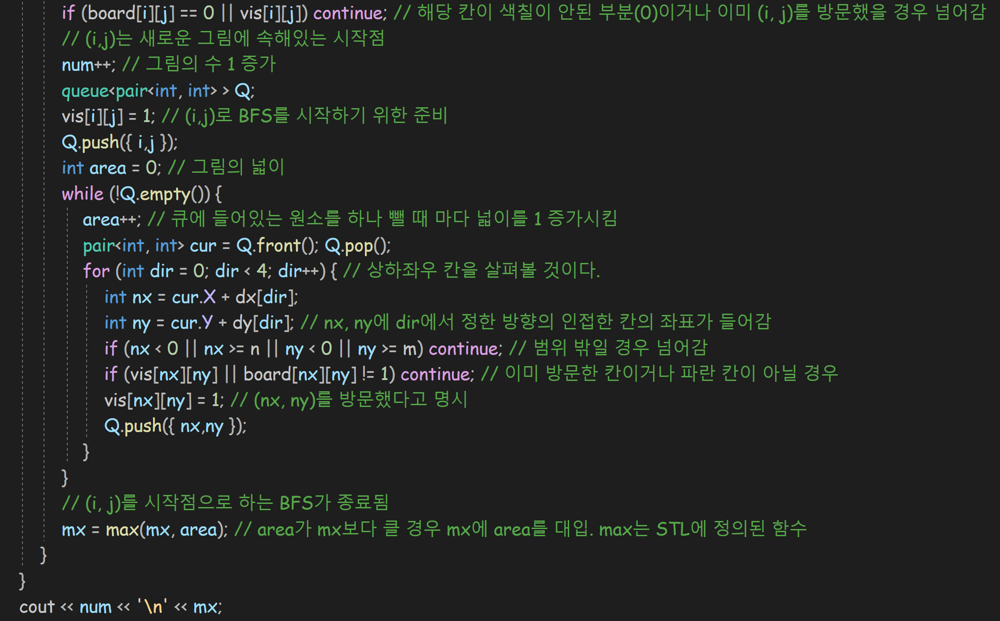 if (board[i][j] == 0 || vis[i][j]) continue; // 해당 칸이 색칠이 안된 부분(0)이거나 이미 (i, j)를 방문했을 경우 넘어감
// (i,j)는 새로운 그림에 속해있는 시작점
num++; // 그림의 수 1 증가
queue<pair<int, int> > Q;
vis[i][j] = 1; // (i,j)로 BFS를 시작하기 위한 준비
Q.push({ i,j });
int area = 0; // 그림의 넓이
while (!Q.empty()) {
area++; // 큐에 들어있는 원소를 하나 뺄 때 마다 넓이를 1 증가시킴
pair<int, int> cur = Q.front(); Q.pop();
for (int dir = 0; dir < 4; dir++) { // 상하좌우 칸을 살펴볼 것이다.
int nx = cur.X + dx[dir];
int ny = cur.Y + dy[dir]; // nx, ny에 dir에서 정한 방향의 인접한 칸의 좌표가 들어감
if (nx < 0 || nx >= n || ny < 0 || ny >= m) continue; // 범위 밖일 경우 넘어감
if (vis[nx][ny] || board[nx][ny] != 1) continue; // 이미 방문한 칸이거나 파란 칸이 아닐 경우
vis[nx][ny] = 1; // (nx, ny)를 방문했다고 명시
Q.push({ nx,ny });
}
}
// (i, j)를 시작점으로 하는 BFS가 종료됨
mx = max(mx, area); // area가 mx보다 클 경우 mx에 area를 대입. max는 STL에 정의된 함수
}
}
cout << num << '\n' << mx;